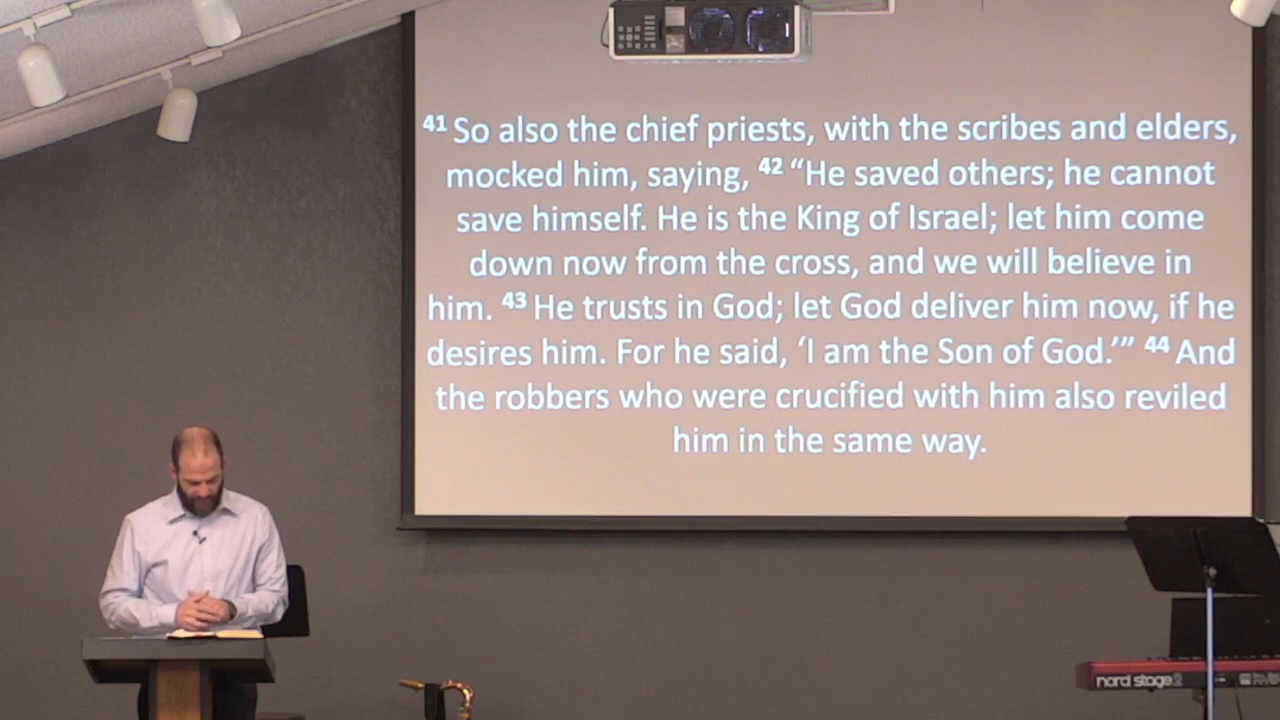 41 So also the chief priests, with the scribes and elders,
mocked him, saying, 42 “He saved others; he cannot
save himself. He is the King of Israel; let him come
down now from the cross, and we will believe in
him. 43 He trusts in God; let God deliver him now, if he
desires him. For he said, ‘I am the Son of God.’” 44 And
the robbers who were crucified with him also reviled
him in the same way.
nord stage 2